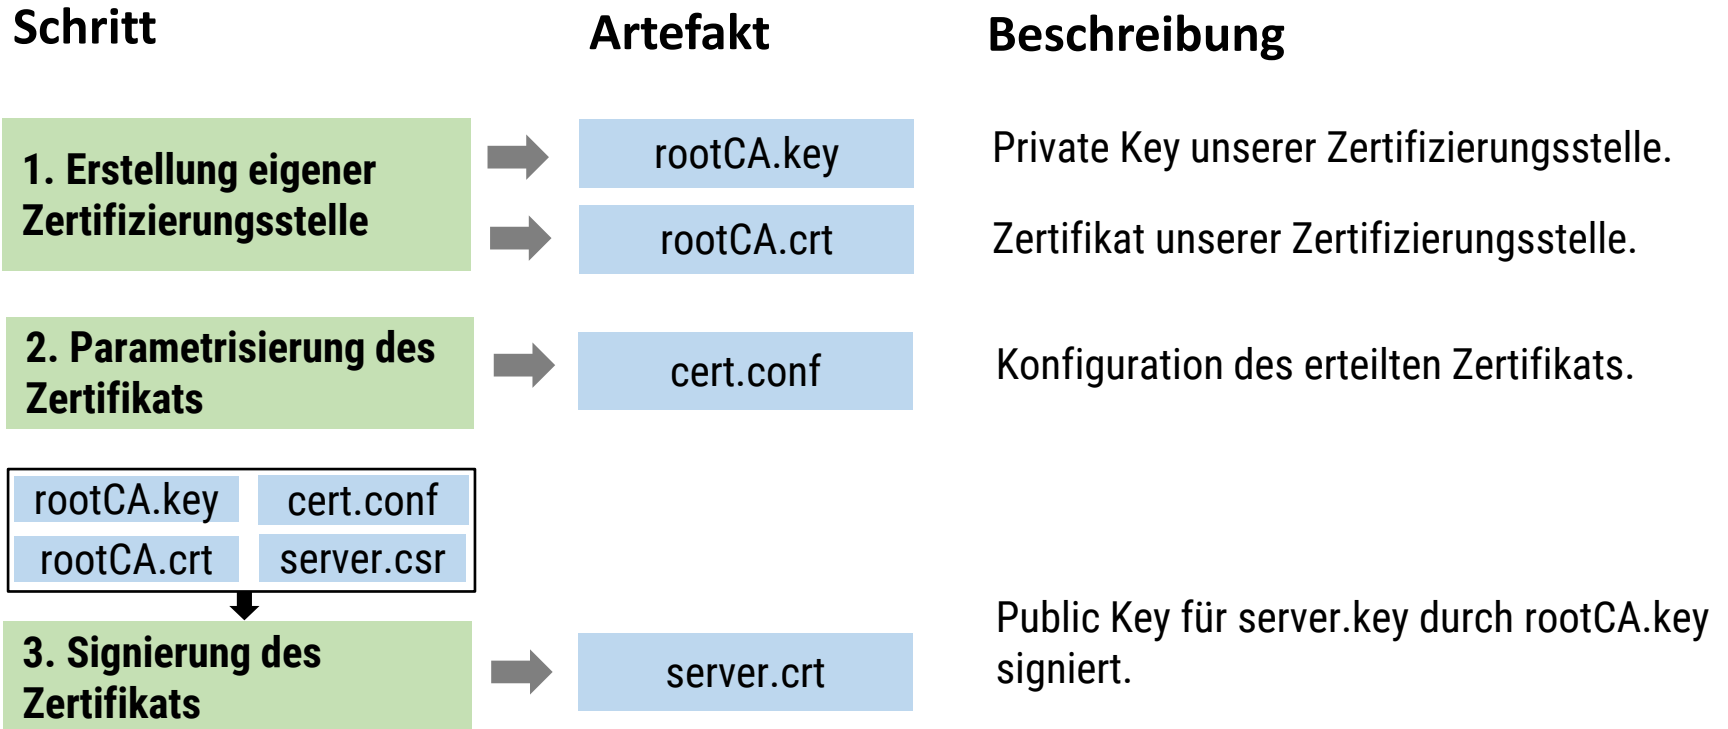 Schritt
Artefakt
Beschreibung
1. Erstellung eigener
Zertifizierungsstelle
rootCA.key
Private Key unserer Zertifizierungsstelle.
rootCA.crt
Zertifikat unserer Zertifizierungsstelle.
2. Parametrisierung des
Zertifikats
cert.conf
Konfiguration des erteilten Zertifikats.
rootCA.key
cert.conf
rootCA.crt
server.csr
3. Signierung des
Zertifikats
server.crt
Public Key für server.key durch rootCA.key
signiert.